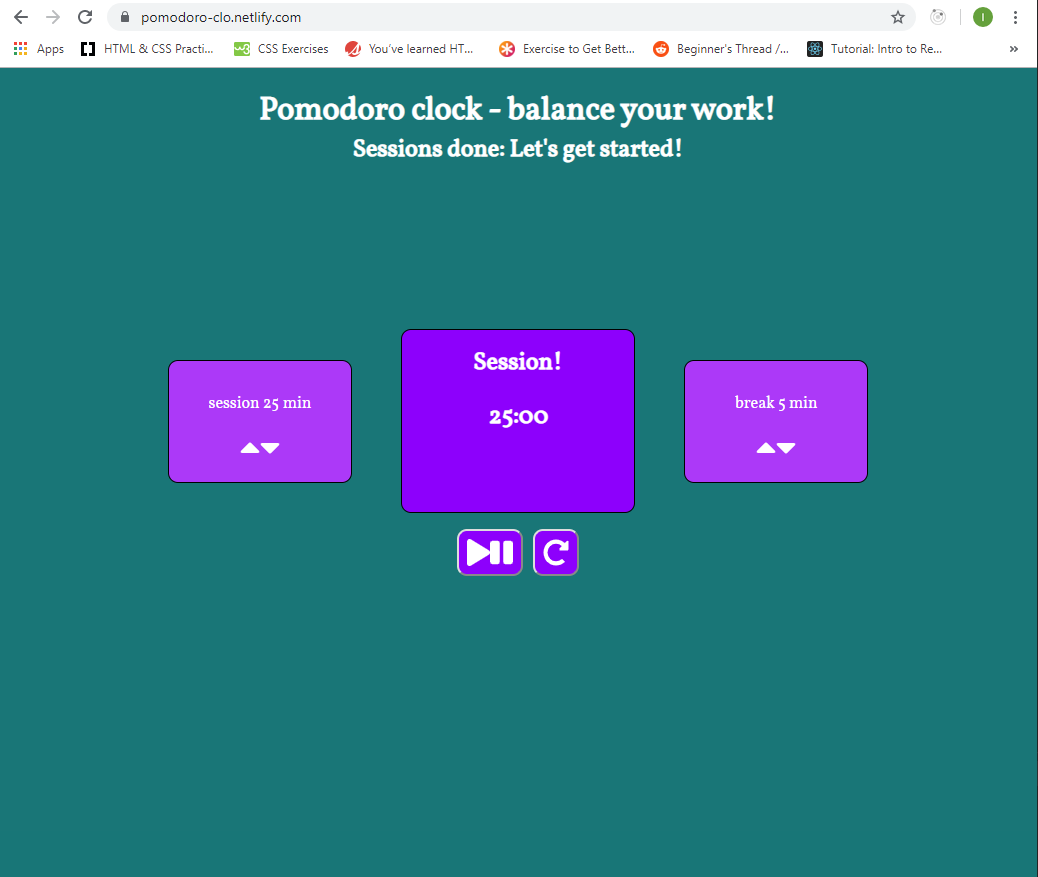 pomodoro-clo.netlify.com
Apps HTML & CSS Practi... CSS Exercises You've learned HT... Exercise to Get Bett... Beginner's Thread /... Tutorial: Intro to Re... »
Pomodoro clock - balance your work!
Sessions done: Let's get started!
Session!
session 25 min
25:00
break 5 min